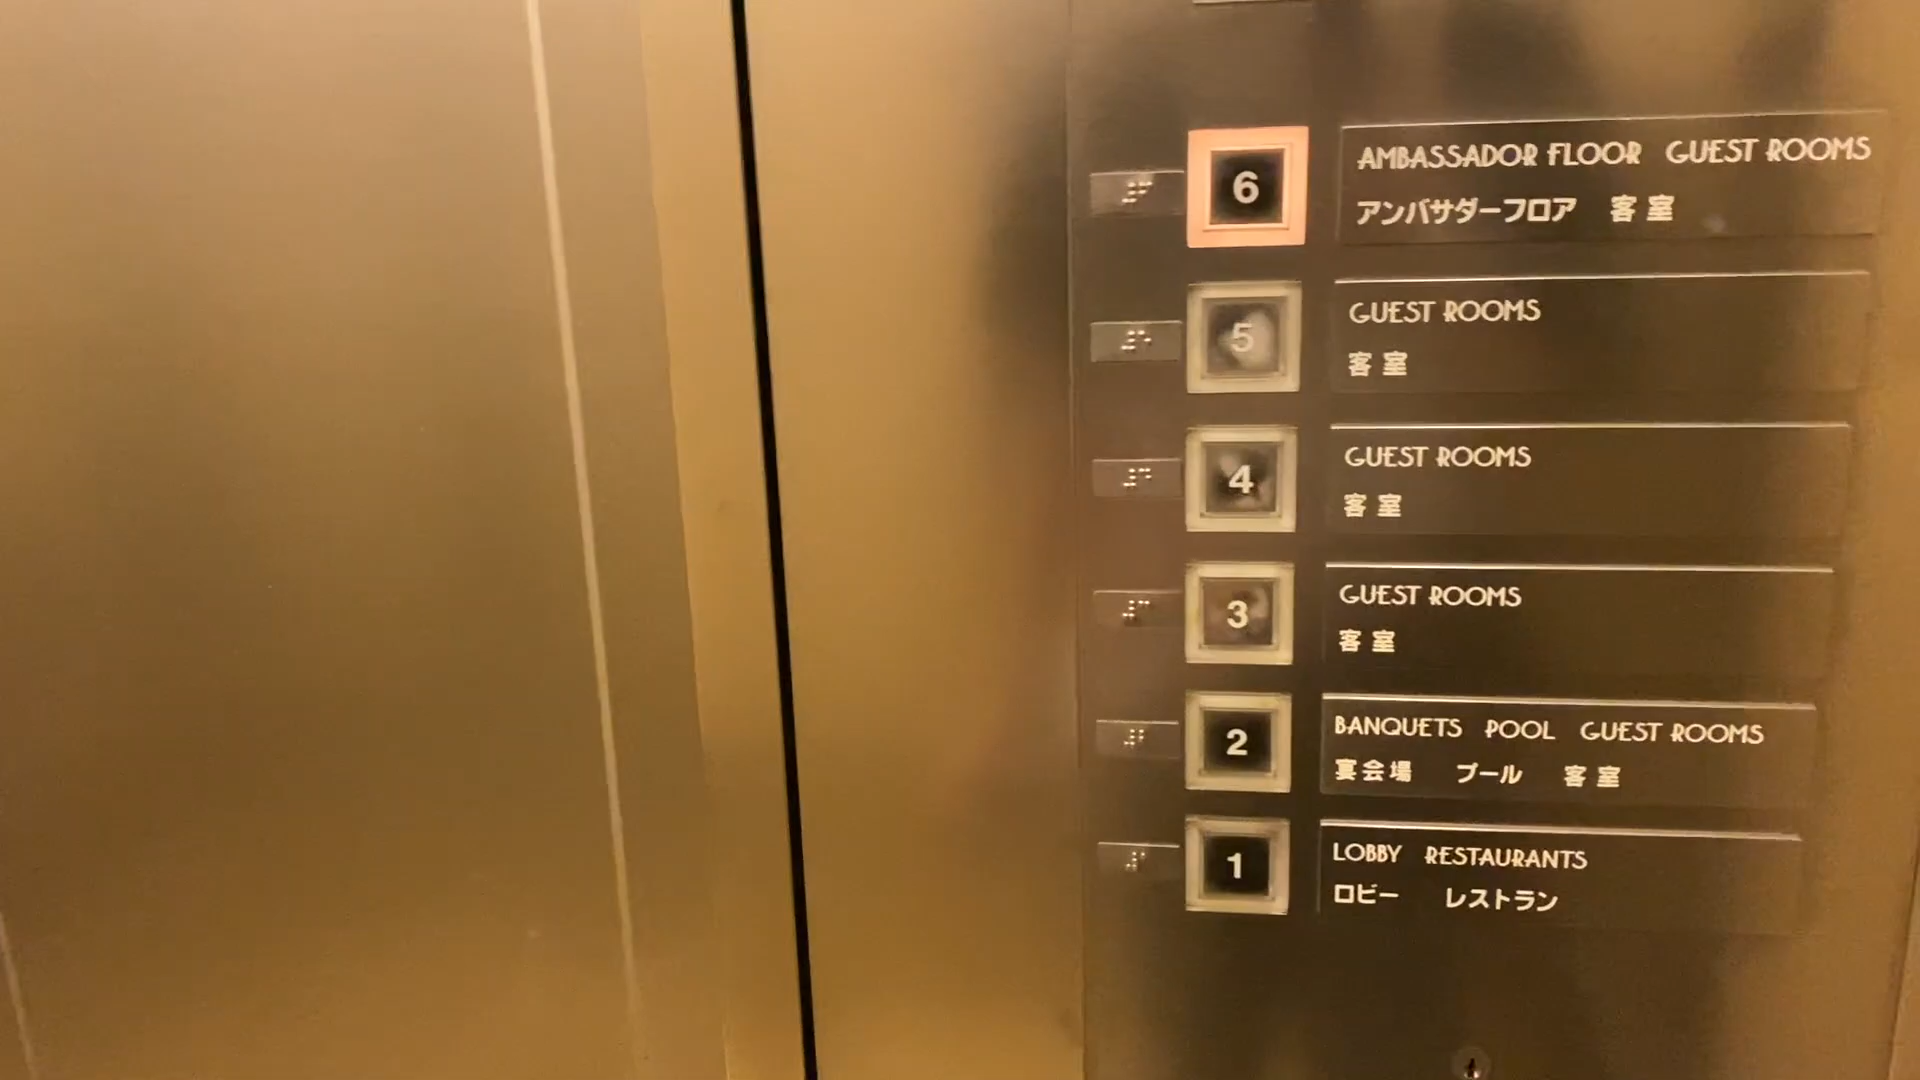 6
AMBASSADOR FLOOR GUEST ROOMS
アンバサダーフロア 客室
5
GUEST ROOMS
客室
4
GUEST ROOMS
客室
3
GUEST ROOMS
客室
2
BANQUETS POOL GUEST ROOMS
宴会場 プール 客室
1
LOBBY RESTAURANTS
ロビー レストラン